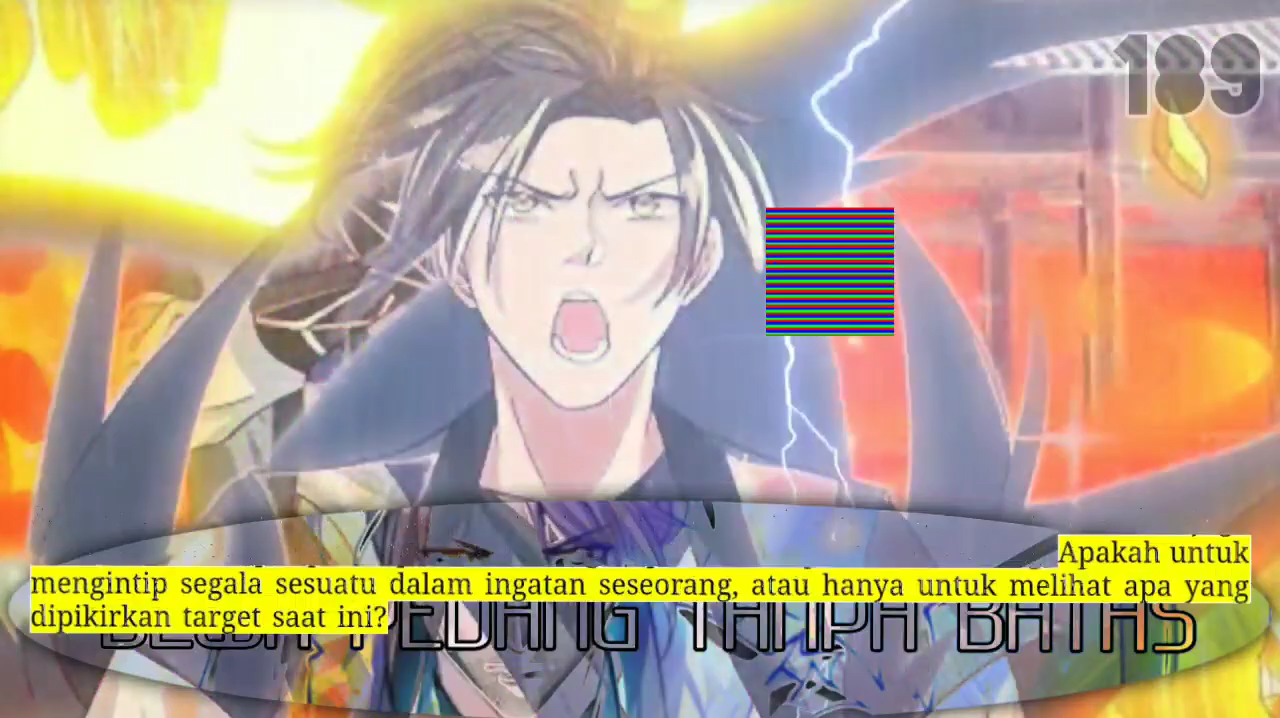 189
Apakah untuk
mengintip segala sesuatu dalam ingatan seseorang, atau hanya untuk melihat apa yang
dipikirkan target saat ini?
DEWA PEDANG TANPA BATAS